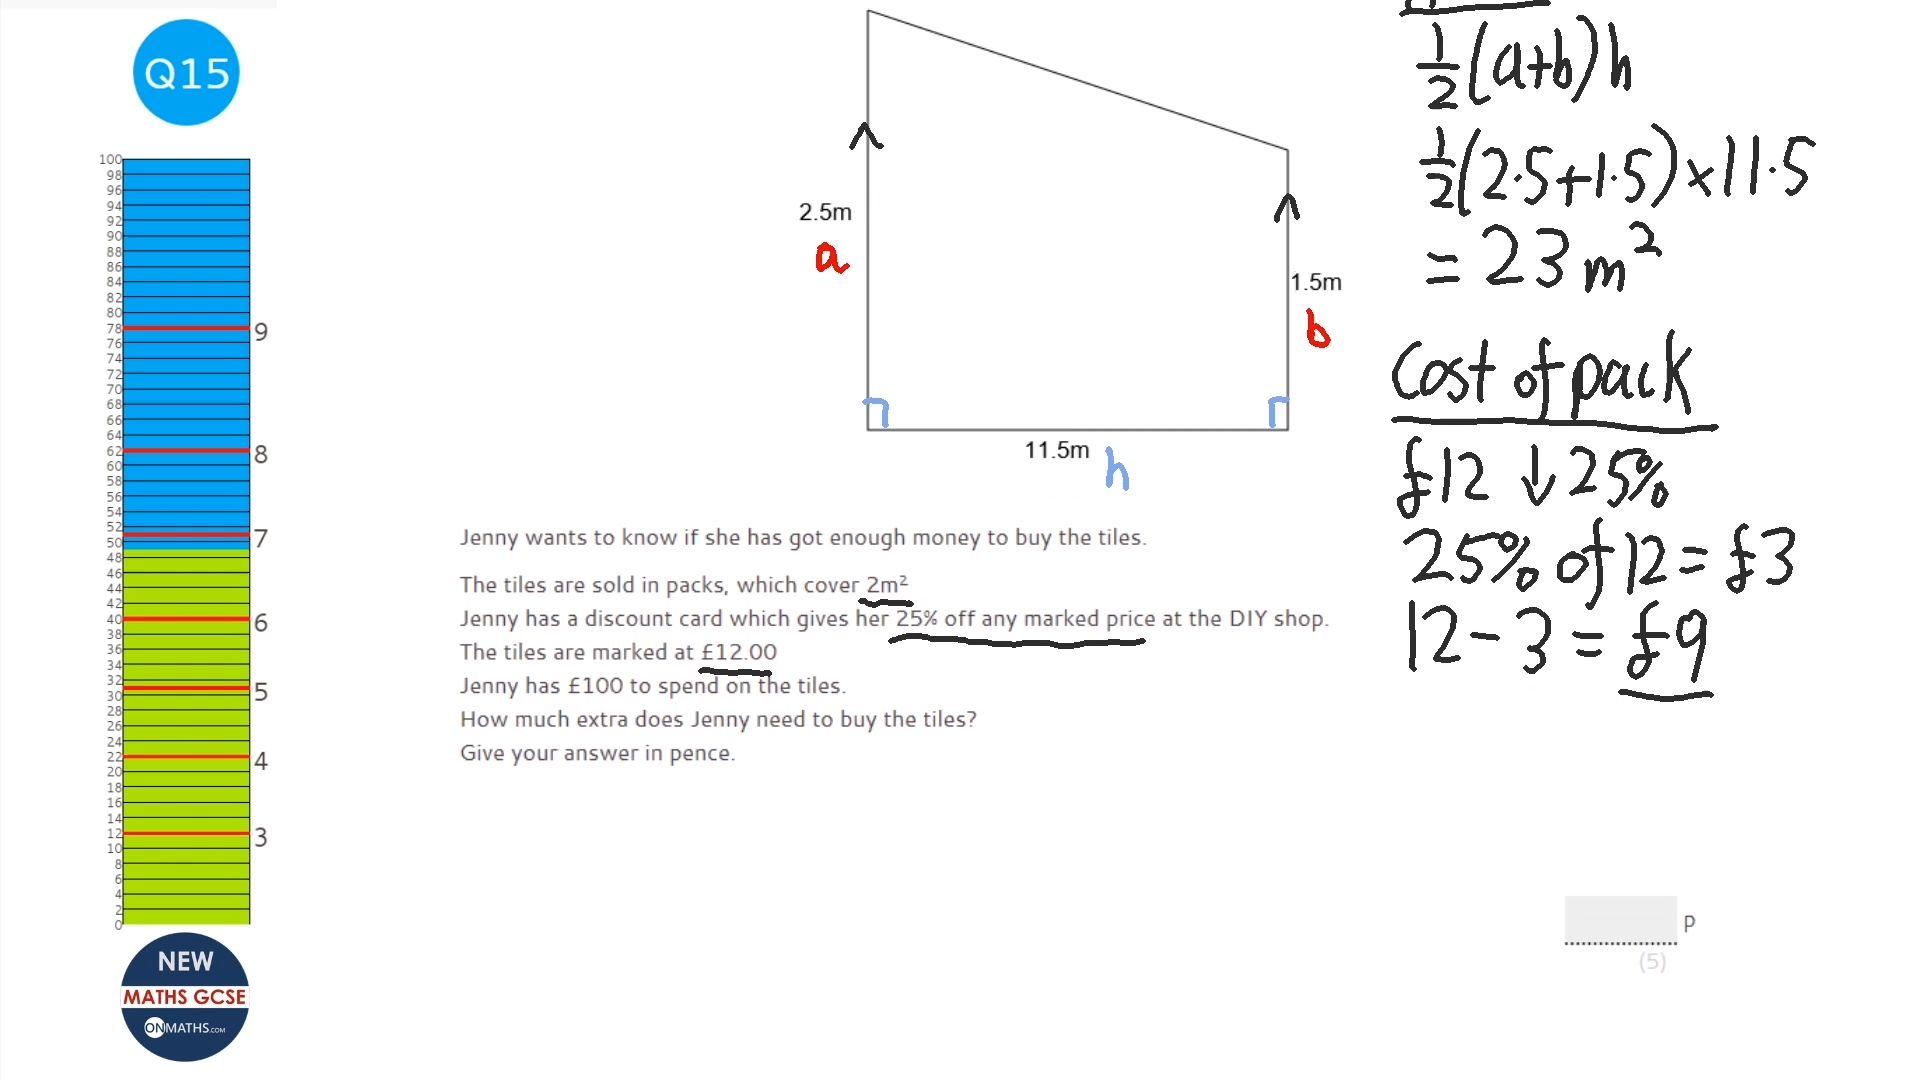 Q15
100
98
96
94
92
90
88
86
84
82
80
78
76
74
72
70
68
66
64
62
60
58
56
54
52
50
48
46
44
42
40
38
36
34
32
30
28
26
24
22
20
18
16
14
12
10
8
6
4
2
0
9
8
7
6
5
4
3
NEW
MATHS GCSE
ONMATHS.COM
2.5m
a
1.5m
b
11.5m h
Jenny wants to know if she has got enough money to buy the tiles.
The tiles are sold in packs, which cover 2m²
Jenny has a discount card which gives her 25% off any marked price at the DIY shop.
The tiles are marked at £12.00
Jenny has £100 to spend on the tiles.
How much extra does Jenny need to buy the tiles?
Give your answer in pence.
½(a+b)h
½(2.5+1.5)×11.5
= 23 m²
Cost of pack
£12 ↓25%
25% of 12 = £3
12 - 3 = £9
p
(5)